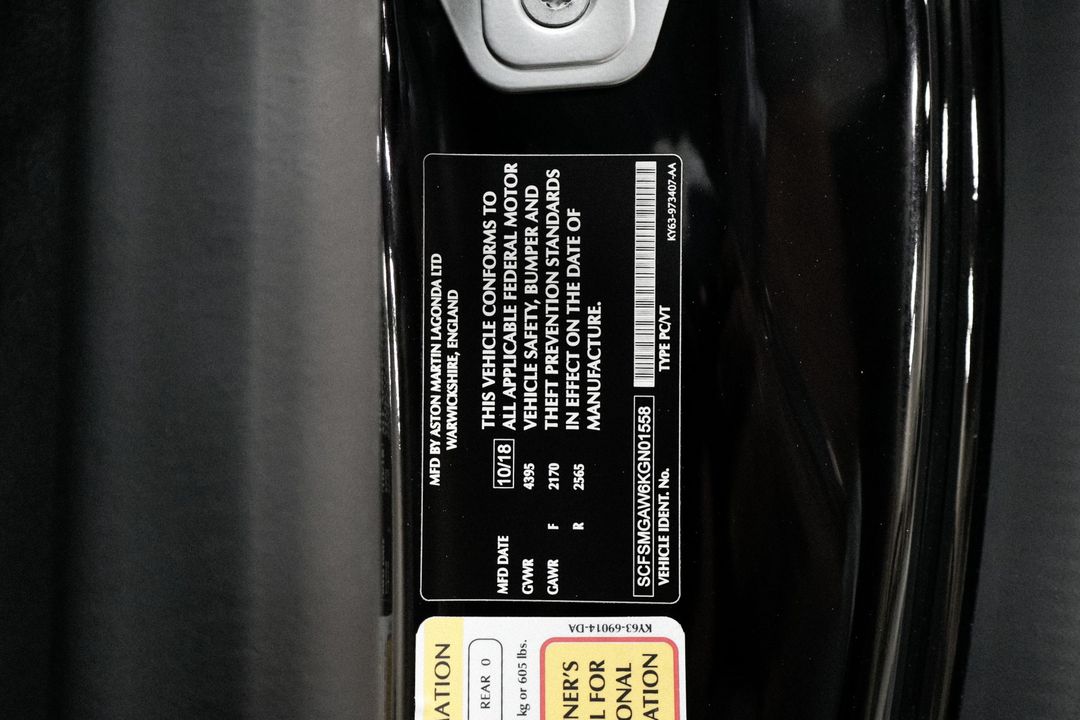 MFD BY ASTON MARTIN LAGONDA LTD
WARWICKSHIRE, ENGLAND
MFD DATE 10/18
GVWR 4395
GAWR F 2170
R 2565
THIS VEHICLE CONFORMS TO
ALL APPLICABLE FEDERAL MOTOR
VEHICLE SAFETY, BUMPER AND
THEFT PREVENTION STANDARDS
IN EFFECT ON THE DATE OF
MANUFACTURE.
SCFSMGAW6KGN01558
VEHICLE IDENT. No. TYPE PC/VT
KY63-973407-AA
KY63-69014-DA
REAR 0
kg or 605 lbs.